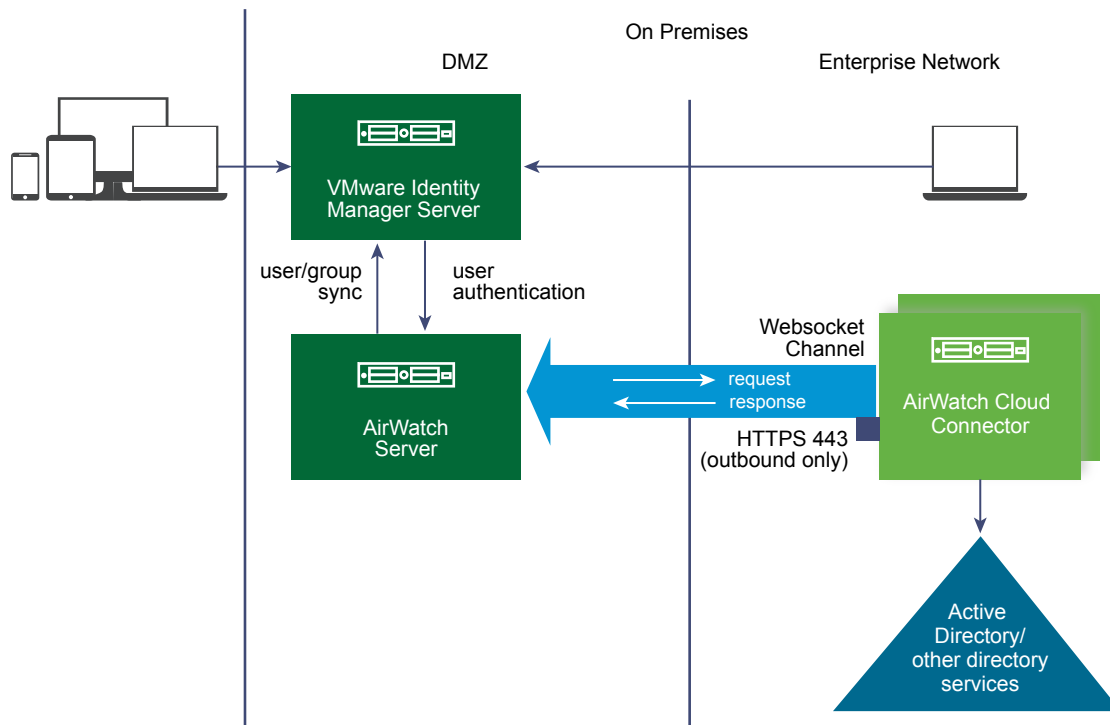 On Premises
DMZ
Enterprise Network
VMware Identity
Manager Server
user/group
sync
user
authentication
AirWatch
Server
Websocket
Channel
request
response
HTTPS 443
(outbound only)
AirWatch Cloud
Connector
Active
Directory/
other directory
services